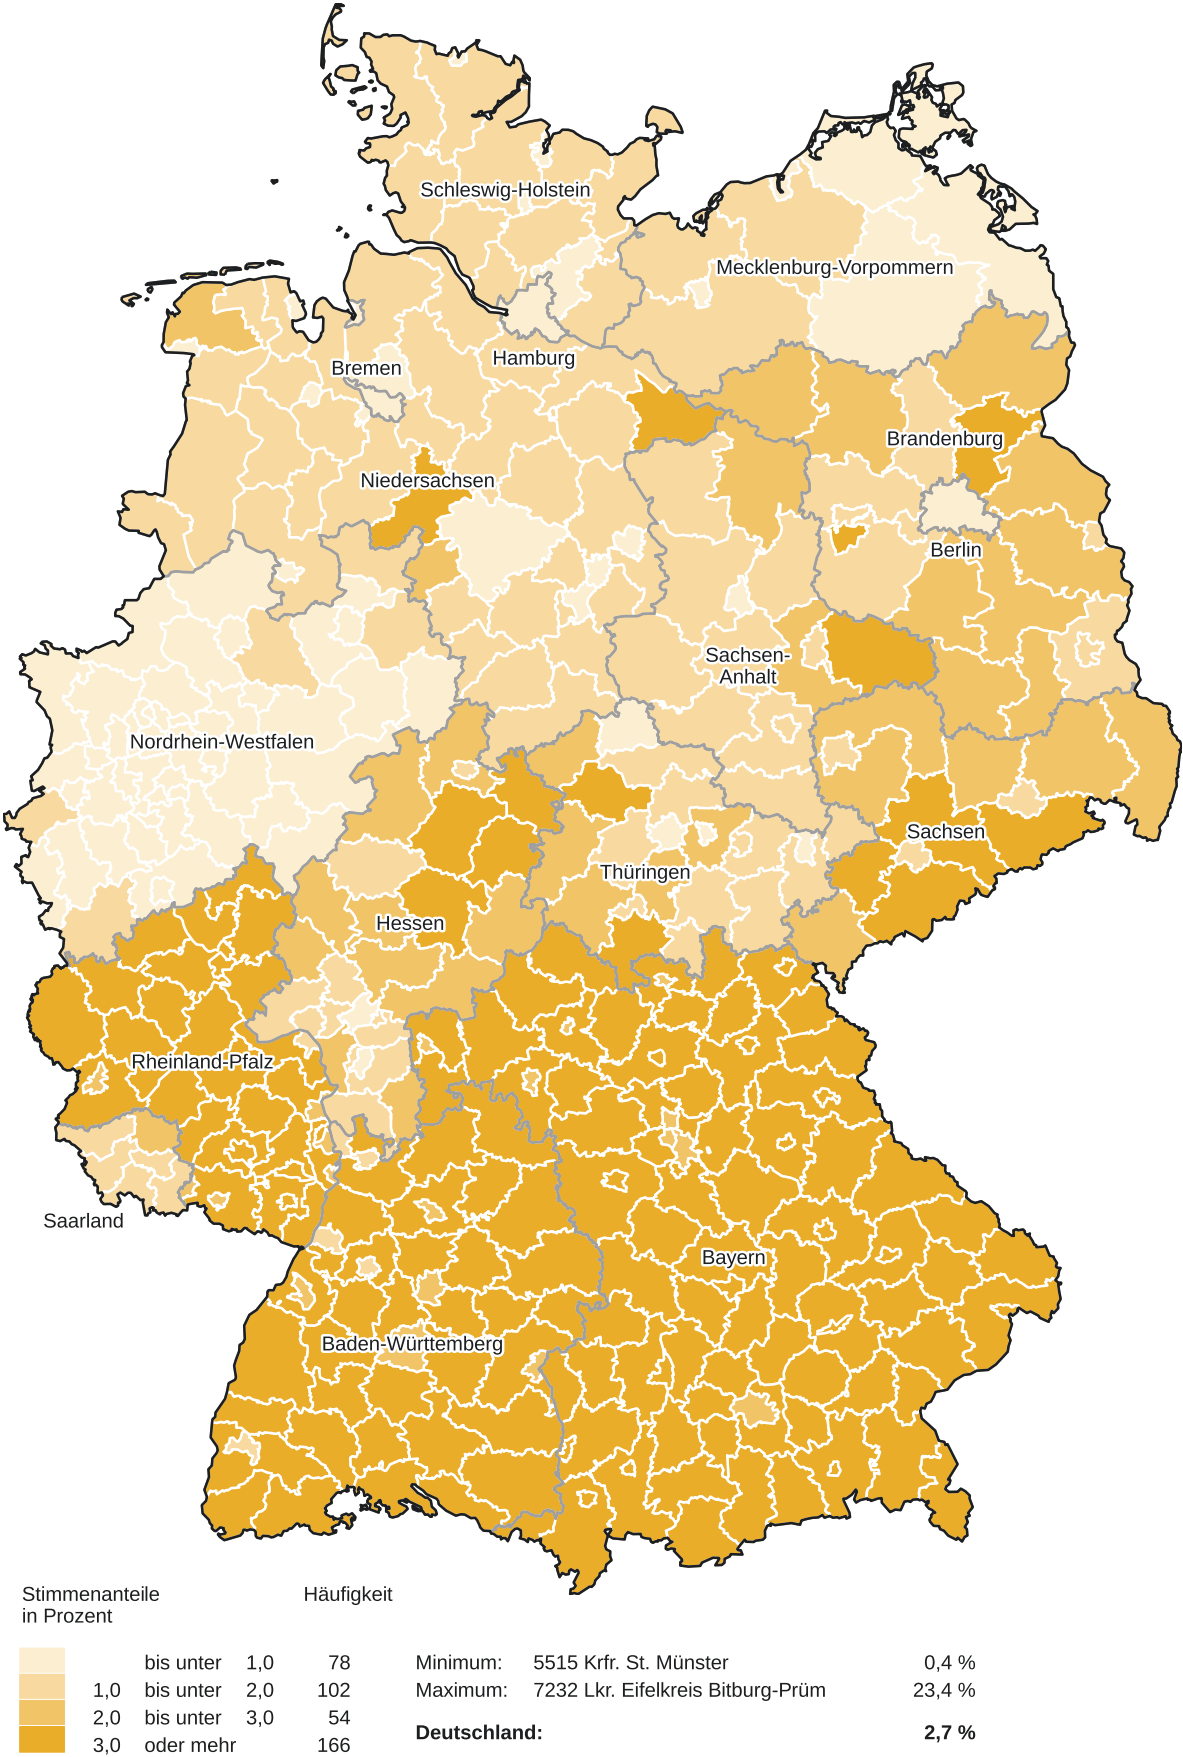 Schleswig-Holstein
Mecklenburg-Vorpommern
Hamburg
Bremen
Brandenburg
Niedersachsen
Berlin
Sachsen-
Anhalt
Nordrhein-Westfalen
Sachsen
Thüringen
Hessen
Rheinland-Pfalz
Saarland
Bayern
Baden-Württemberg
Stimmenanteile Häufigkeit
in Prozent
bis unter 1,0 78 Minimum: 5515 Krfr. St. Münster 0,4 %
1,0 bis unter 2,0 102 Maximum: 7232 Lkr. Eifelkreis Bitburg-Prüm 23,4 %
2,0 bis unter 3,0 54
Deutschland: 2,7 %
3,0 oder mehr 166